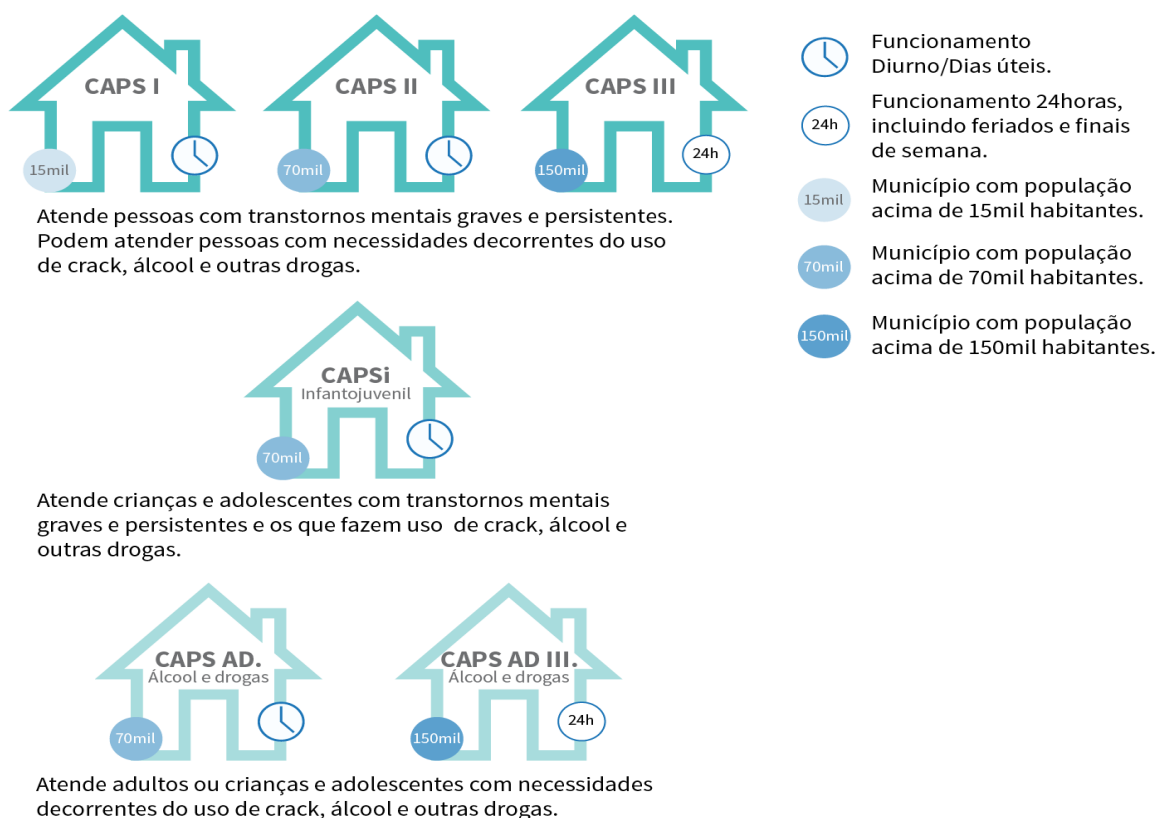 CAPS I
15mil
CAPS II
70mil
CAPS III
150mil
24h
Atende pessoas com transtornos mentais graves e persistentes.
Podem atender pessoas com necessidades decorrentes do uso
de crack, álcool e outras drogas.
CAPSi
Infantojuvenil
70mil
Atende crianças e adolescentes com transtornos mentais
graves e persistentes e os que fazem uso  de crack, álcool e
outras drogas.
CAPS AD.
Álcool e drogas
70mil
CAPS AD III.
Álcool e drogas
150mil
24h
Atende adultos ou crianças e adolescentes com necessidades
decorrentes do uso de crack, álcool e outras drogas.
Funcionamento
Diurno/Dias úteis.
24h
Funcionamento 24horas,
incluindo feriados e finais
de semana.
15mil
Município com população
acima de 15mil habitantes.
70mil
Município com população
acima de 70mil habitantes.
150mil
Município com população
acima de 150mil habitantes.